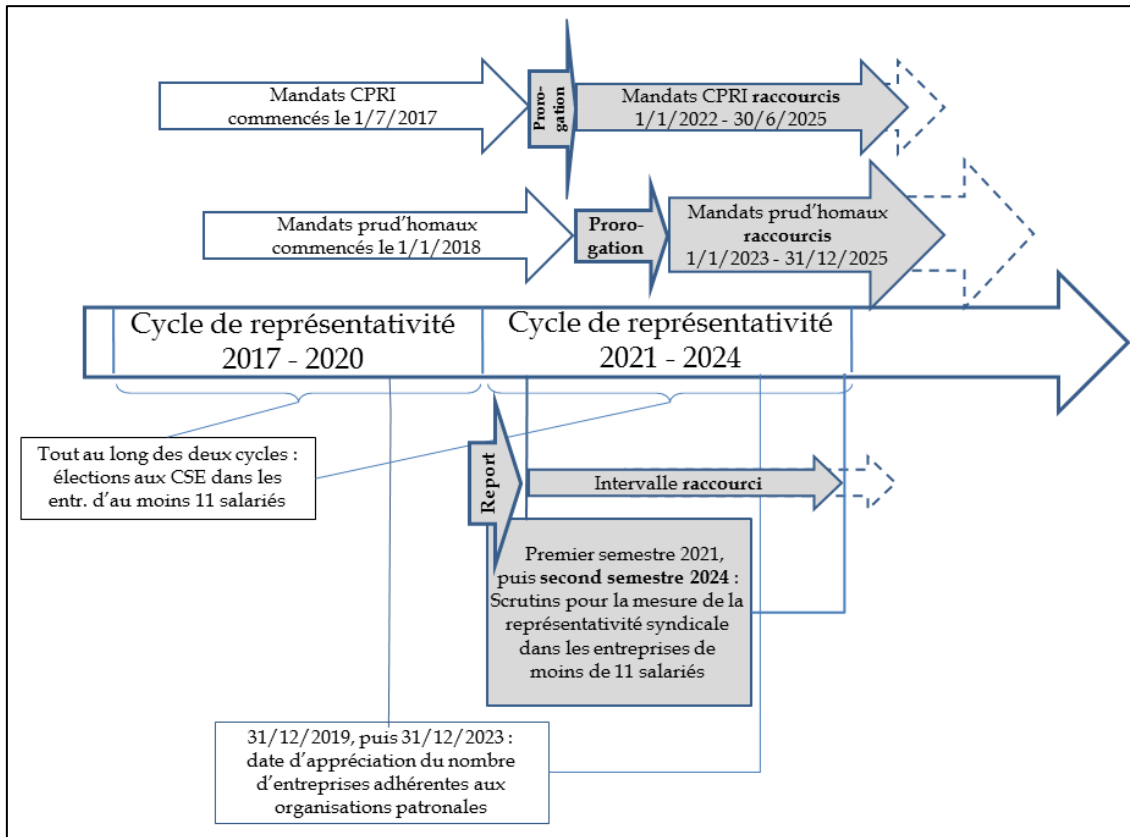 Mandats CPRI
commencés le 1/7/2017
Proro-
gation
Mandats CPRI raccourcis
1/1/2022 - 30/6/2025
Mandats prud'homaux
commencés le 1/1/2018
Proro-
gation
Mandats prud'homaux
raccourcis
1/1/2023 - 31/12/2025
Cycle de représentativité
2017 - 2020
Cycle de représentativité
2021 - 2024
Tout au long des deux cycles :
élections aux CSE dans les
entr. d'au moins 11 salariés
Report
Intervalle raccourci
Premier semestre 2021,
puis second semestre 2024 :
Scrutins pour la mesure de la
représentativité syndicale
dans les entreprises de
moins de 11 salariés
31/12/2019, puis 31/12/2023 :
date d'appréciation du nombre
d'entreprises adhérentes aux
organisations patronales